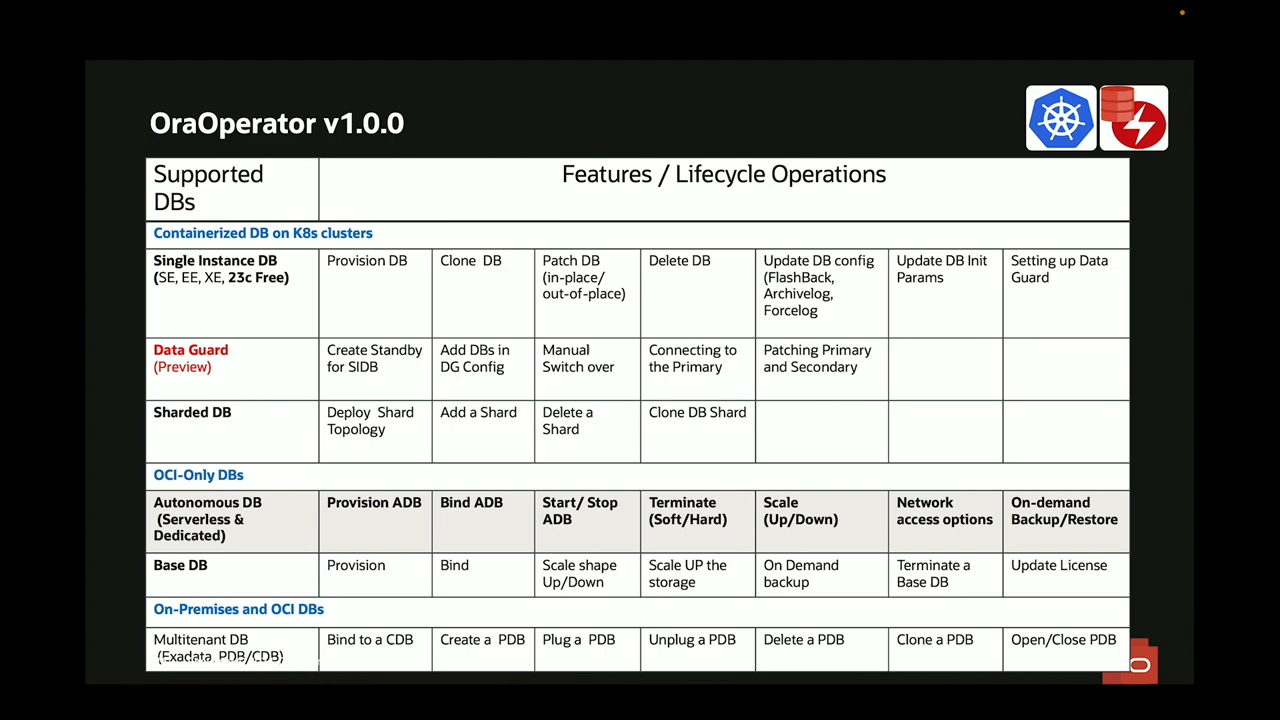 OraOperator v1.0.0
Supported
DBs
Features / Lifecycle Operations
Containerized DB on K8s clusters
Single Instance DB
(SE, EE, XE, 23c Free)
Provision DB
Clone DB
Patch DB
(in-place/
out-of-place)
Delete DB
Update DB config
(FlashBack,
Archivelog,
Forcelog
Update DB Init
Params
Setting up Data
Guard
Data Guard
(Preview)
Create Standby
for SIDB
Add DBs in
DG Config
Manual
Switch over
Connecting to
the Primary
Patching Primary
and Secondary
Sharded DB
Deploy Shard
Topology
Add a Shard
Delete a
Shard
Clone DB Shard
OCI-Only DBs
Autonomous DB
(Serverless &
Dedicated)
Provision ADB
Bind ADB
Start/ Stop
ADB
Terminate
(Soft/Hard)
Scale
(Up/Down)
Network
access options
On-demand
Backup/Restore
Base DB
Provision
Bind
Scale shape
Up/Down
Scale UP the
storage
On Demand
backup
Terminate a
Base DB
Update License
On-Premises and OCI DBs
Multitenant DB
(Exadata, PDB/CDB)
Bind to a CDB
Create a PDB
Plug a PDB
Unplug a PDB
Delete a PDB
Clone a PDB
Open/Close PDB